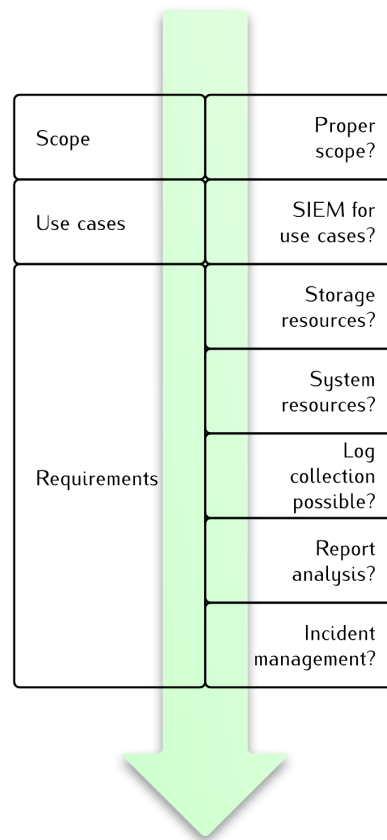 Scope
Proper
scope?
Use cases
SIEM for
use cases?
Requirements
Storage
resources?
System
resources?
Log
collection
possible?
Report
analysis?
Incident
management?